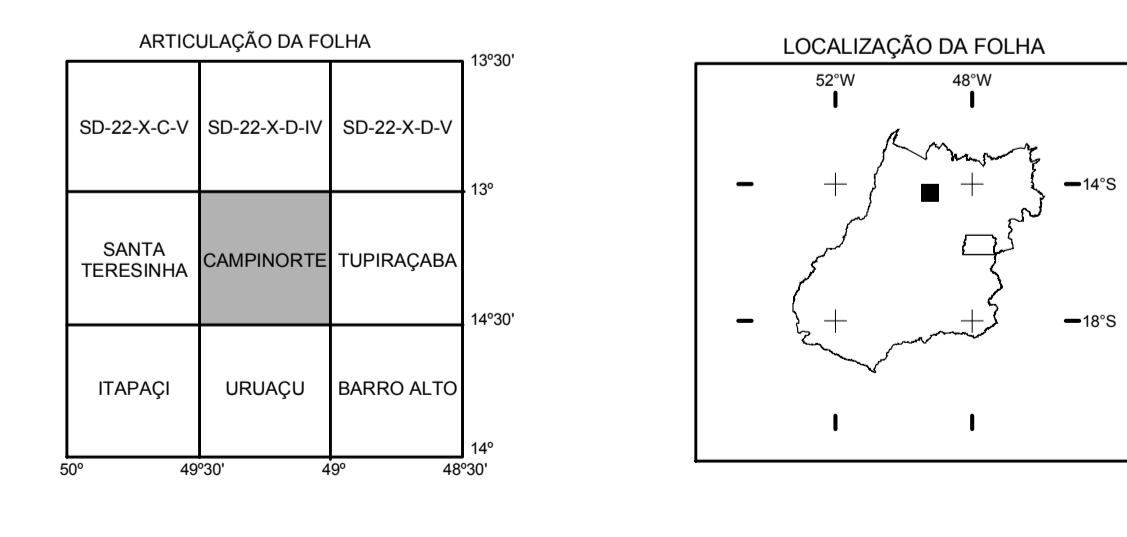 ARTICULAÇÃO DA FOLHA
13º30'
SD-22-X-C-V
SD-22-X-D-IV
SD-22-X-D-V
13º
SANTA
TERESINHA
CAMPINORTE
TUPIRAÇABA
14º30'
ITAPAÇI
URUAÇU
BARRO ALTO
14º
50º
49º30'
49º
48º30'
LOCALIZAÇÃO DA FOLHA
52°W
48°W
14°S
18°S